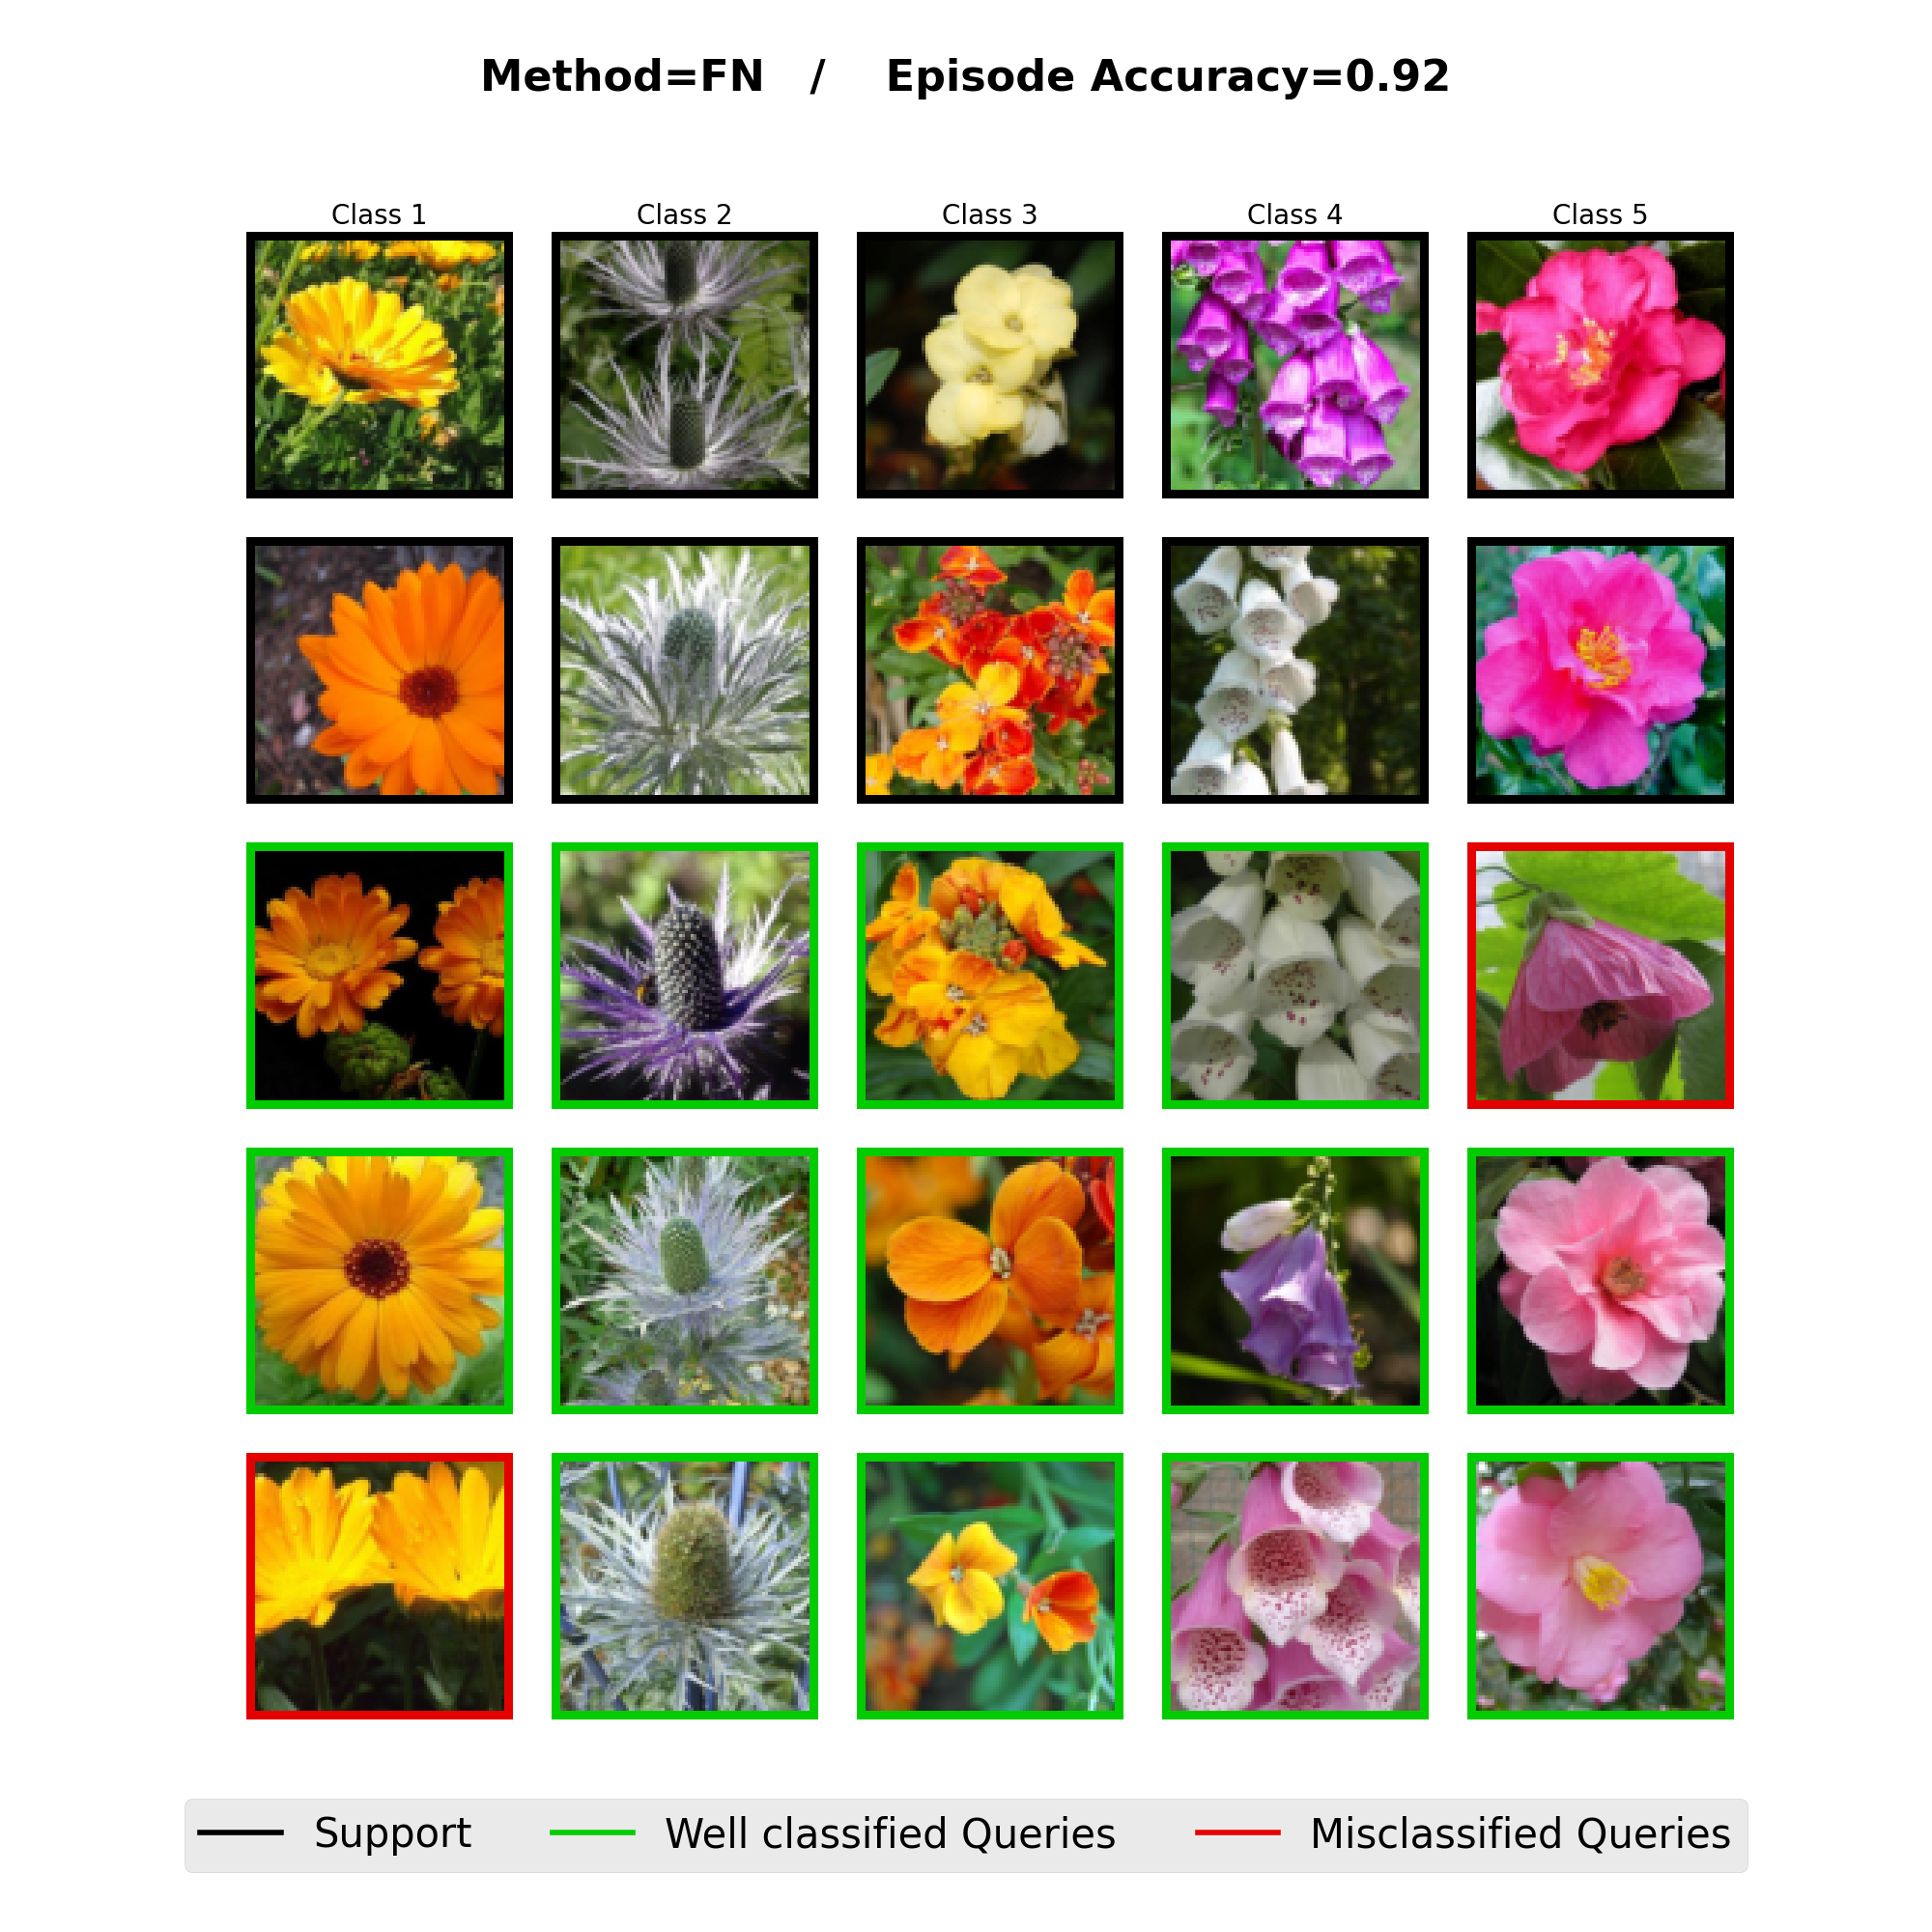 Method=FN / Episode Accuracy=0.92
Class 1 Class 2 Class 3 Class 4 Class 5
Support Well classified Queries Misclassified Queries